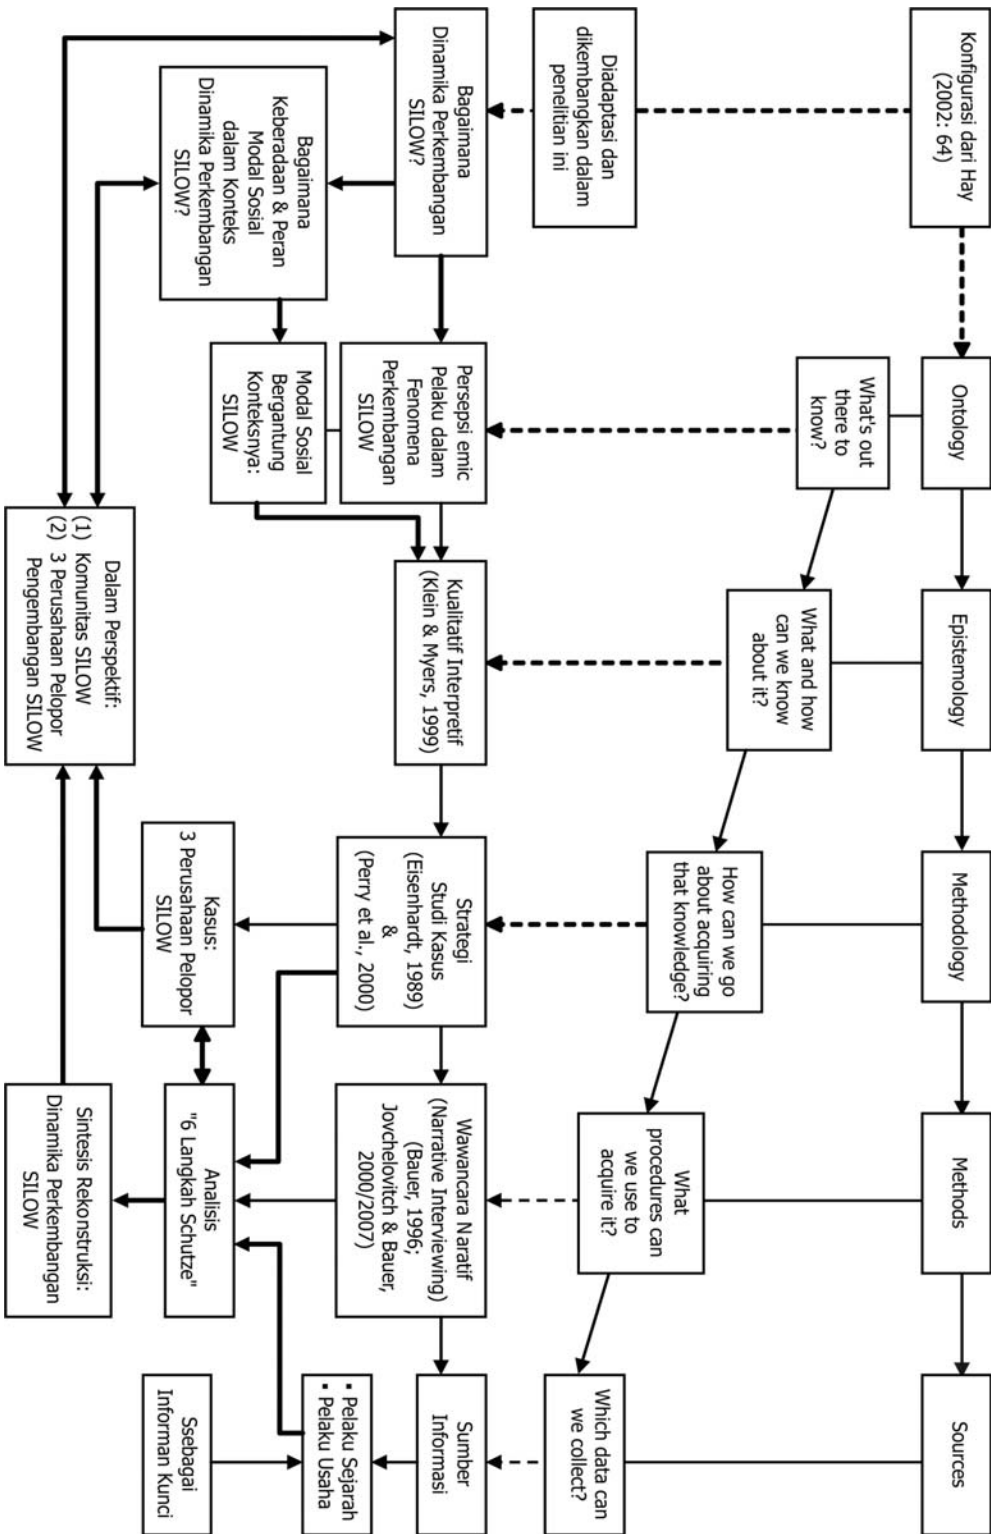 Konfigurasi dari Hay
(2002: 64)
Ontology
Epistemology
Methodology
Methods
Sources
What's out
there to
know?
What and how
can we know
about it?
How can we go
about acquiring
that knowledge?
What
procedures can
we use to
acquire it?
Which data can
we collect?
Diadaptasi dan
dikembangkan dalam
penelitian ini
Bagaimana
Dinamika Perkembangan
SILOW?
Persepsi emic
Pelaku dalam
Fenomena
Perkembangan
SILOW
Kualitatif Interpretif
(Klein & Myers, 1999)
Strategi
Studi Kasus
(Eisenhardt, 1989)
&
(Perry et al., 2000)
Wawancara Naratif
(Narrative Interviewing)
(Bauer, 1996;
Jovchelovitch & Bauer,
2000/2007)
Sumber
Informasi
Bagaimana
Keberadaan & Peran
Modal Sosial
dalam Konteks
Dinamika Perkembangan
SILOW?
Modal Sosial
Bergantung
Konteksnya:
SILOW
Kasus:
3 Perusahaan Pelopor
SILOW
Analisis
"6 Langkah Schutze"
▪ Pelaku Sejarah
▪ Pelaku Usaha
Ssebagai
Informan Kunci
Dalam Perspektif:
(1) Komunitas SILOW
(2) 3 Perusahaan Pelopor
Pengembangan SILOW
Sintesis Rekonstruksi:
Dinamika Perkembangan
SILOW